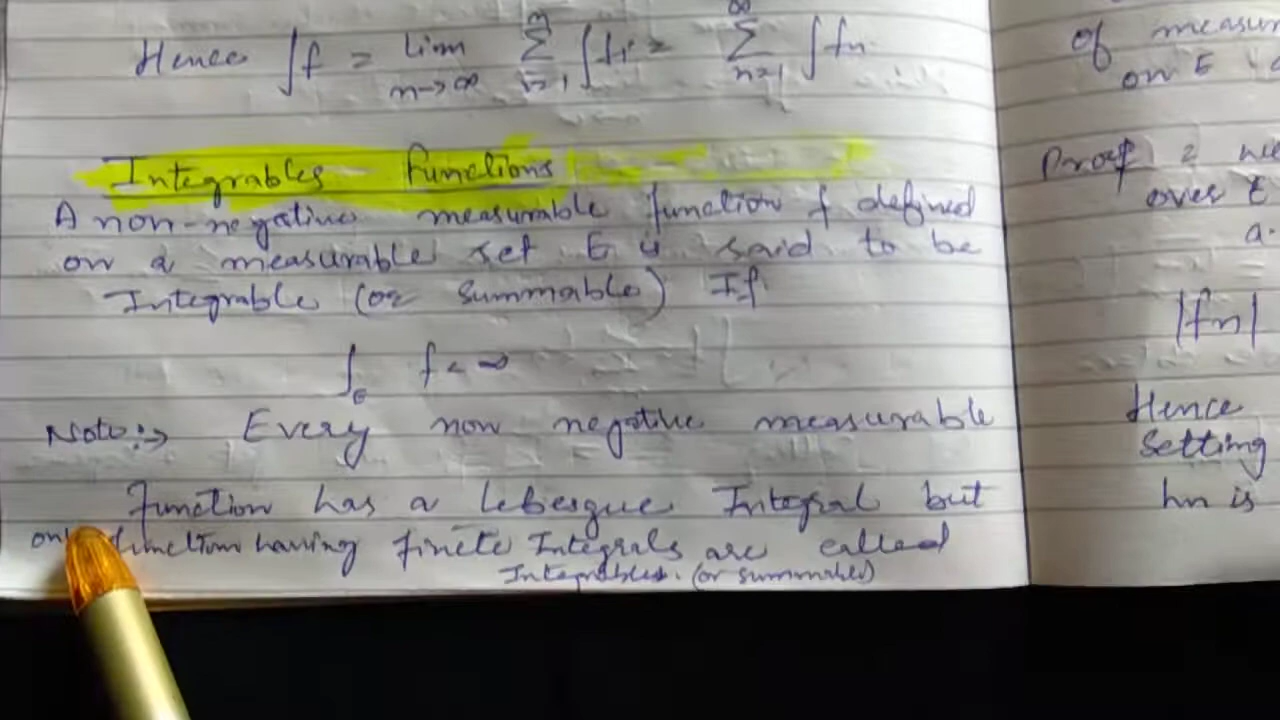 Hence ∫f = lim n→∞ n∑i=1 ∫fi = ∞∑n=1 ∫fn
Integrables functions
A non-negative measurable function f defined
on a measurable set E is said to be
Integrable (or summable) If
∫E f < ∞
Note:→ Every non negative measurable
function has a lebesgue Integral but
only function having finite Integrals are called
Integrables. (or summables)
of
on E
Proof :
over E
a.
|fn|
Hence
Setting
hn is